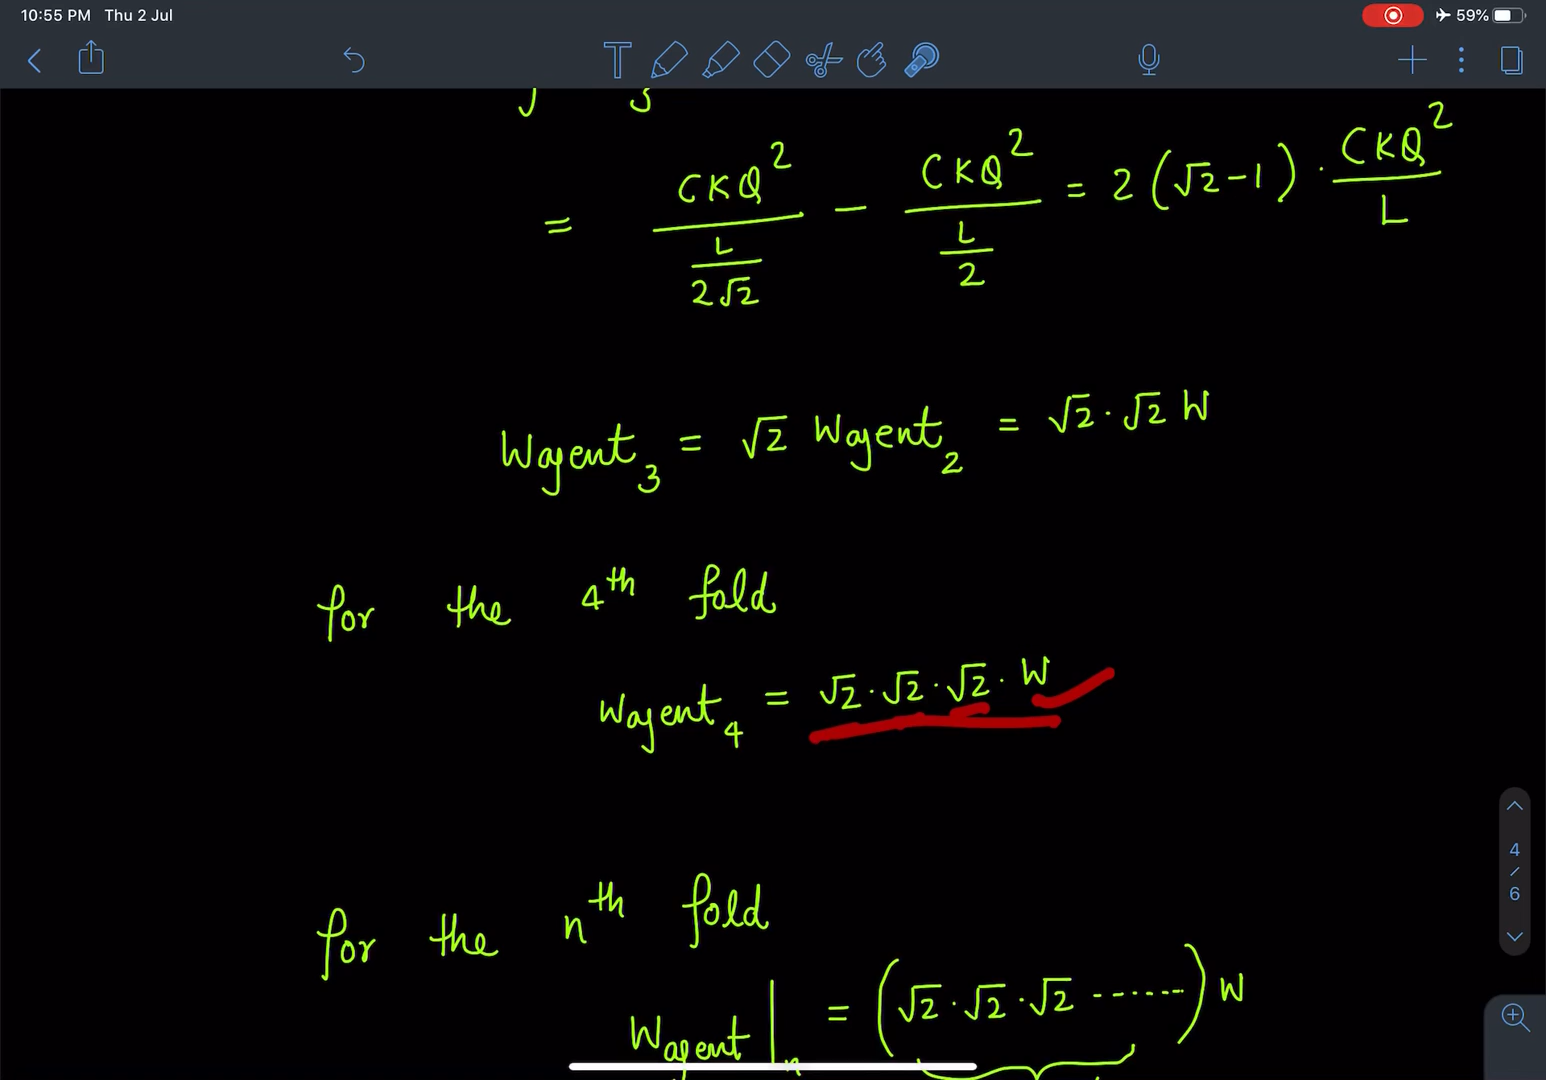 10:55 PM Thu 2 Jul 59%
= CKQ² / (L / 2√2) − CKQ² / (L / 2) = 2 (√2 − 1) · CKQ² / L
Wagent₃ = √2 Wagent₂ = √2 · √2 W
for the 4th fold
Wagent₄ = √2 · √2 · √2 · W
for the nth fold
Wagent |n = (√2 · √2 · √2 ------) W
4 / 6